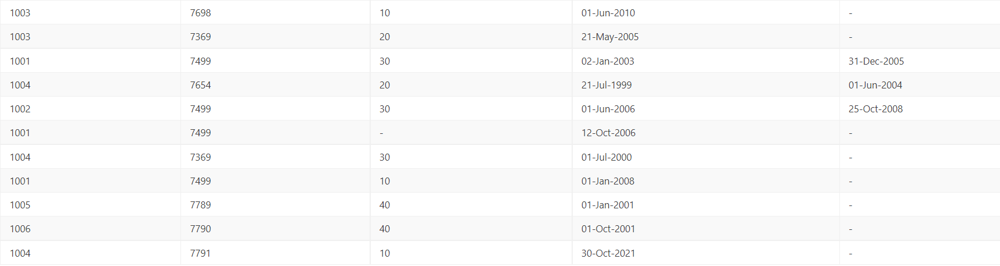 1003 7698 10 01-Jun-2010 -
1003 7369 20 21-May-2005 -
1001 7499 30 02-Jan-2003 31-Dec-2005
1004 7654 20 21-Jul-1999 01-Jun-2004
1002 7499 30 01-Jun-2006 25-Oct-2008
1001 7499 - 12-Oct-2006 -
1004 7369 30 01-Jul-2000 -
1001 7499 10 01-Jan-2008 -
1005 7789 40 01-Jan-2001 -
1006 7790 40 01-Oct-2001 -
1004 7791 10 30-Oct-2021 -